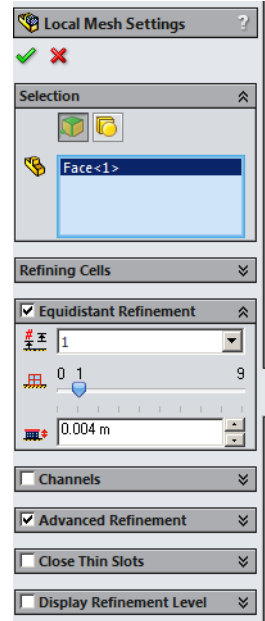 Local Mesh Settings ?
Selection
Face<1>
Refining Cells
Equidistant Refinement
#
1
0 1 9
0.004 m
Channels
Advanced Refinement
Close Thin Slots
Display Refinement Level